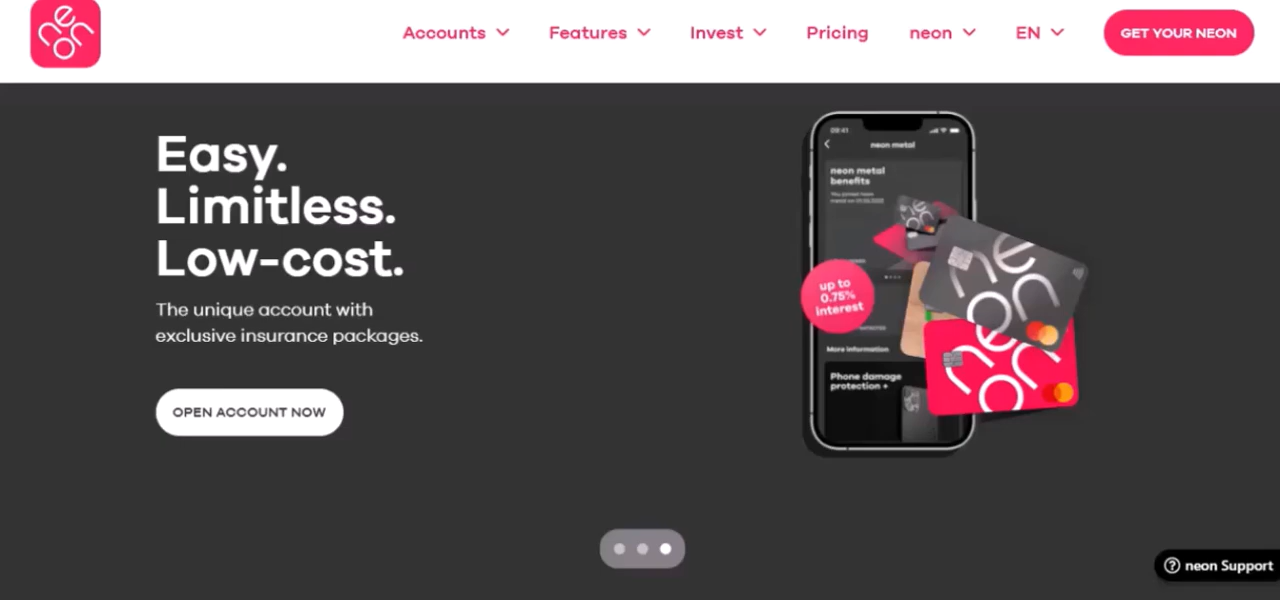 neon
Accounts
Features
Invest
Pricing
neon
EN
GET YOUR NEON
Easy.
Limitless.
Low-cost.
The unique account with
exclusive insurance packages.
OPEN ACCOUNT NOW
09:41
neon metal
neon metal
benefits
up to
0.75%
interest
More information
Phone damage
protection +
neon
neon
? neon Support